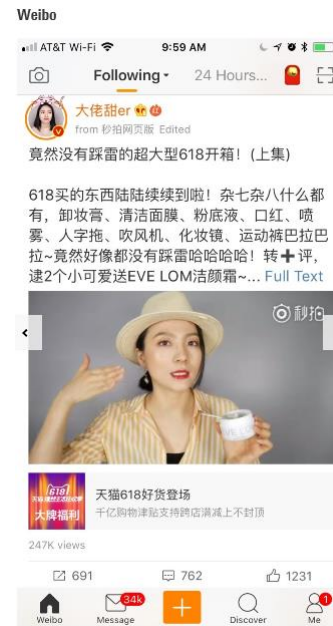 Weibo
AT&T Wi-Fi 9:59 AM
Following 24 Hours...
大佬甜er
from 秒拍网页版 Edited
竟然没有踩雷的超大型618开箱！(上集)
618买的东西陆陆续续到啦！杂七杂八什么都
有，卸妆膏、清洁面膜、粉底液、口红、喷
雾、人字拖、吹风机、化妆镜、运动裤巴拉巴
拉~竟然好像都没有踩雷哈哈哈哈！转➕评，
逮2个小可爱送EVE LOM洁颜霜~... Full Text
秒拍
618
大牌福利
天猫618好货登场
千亿购物津贴支持跨店满减上不封顶
247K views
691 762 1231
34k 1
Weibo Message Discover Me